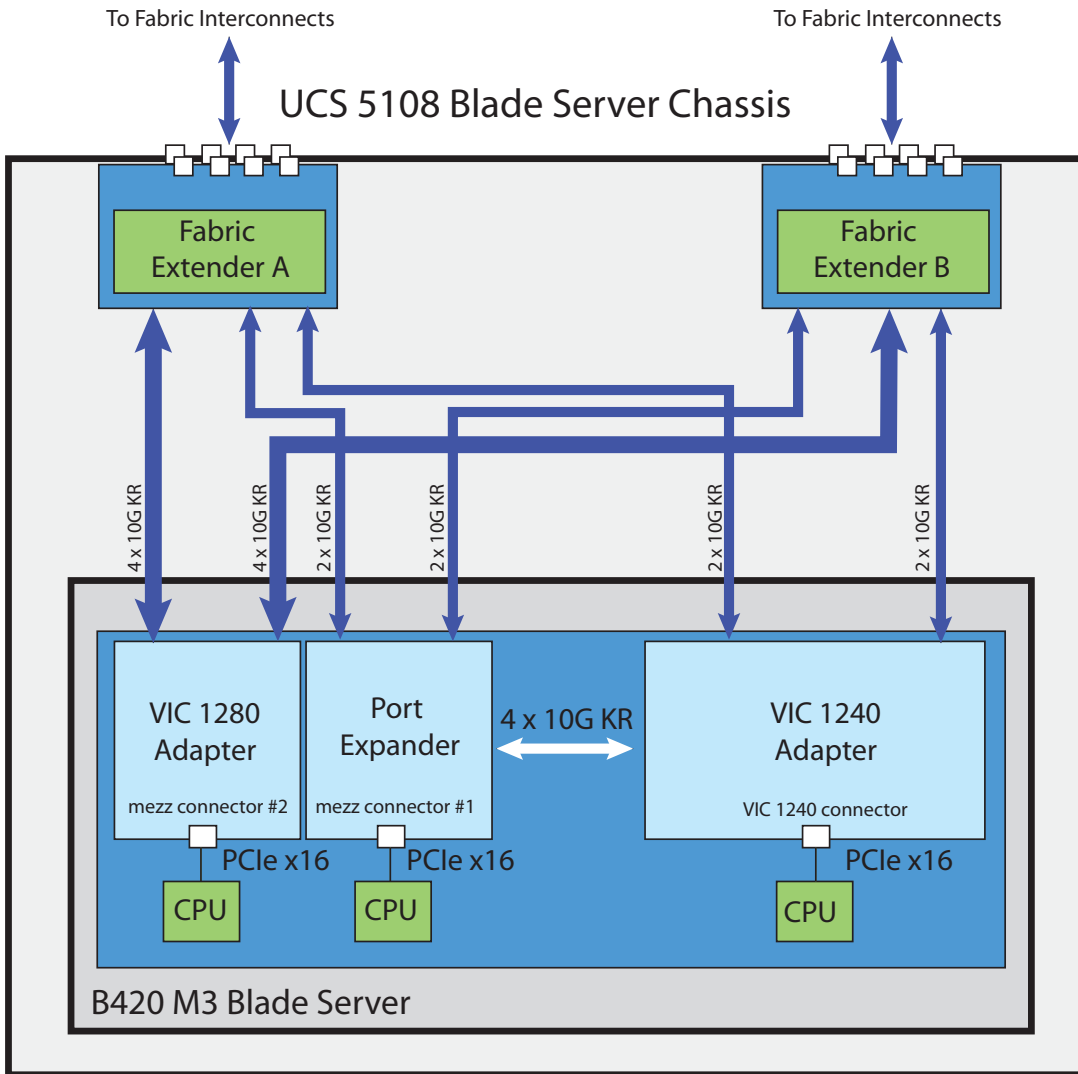 To Fabric Interconnects
To Fabric Interconnects
UCS 5108 Blade Server Chassis
Fabric
Extender A
Fabric
Extender B
4 x 10G KR
4 x 10G KR
2 x 10G KR
2 x 10G KR
2 x 10G KR
2 x 10G KR
VIC 1280
Adapter
mezz connector #2
Port
Expander
mezz connector #1
4 x 10G KR
VIC 1240
Adapter
VIC 1240 connector
PCIe x16
PCIe x16
PCIe x16
CPU
CPU
CPU
B420 M3 Blade Server